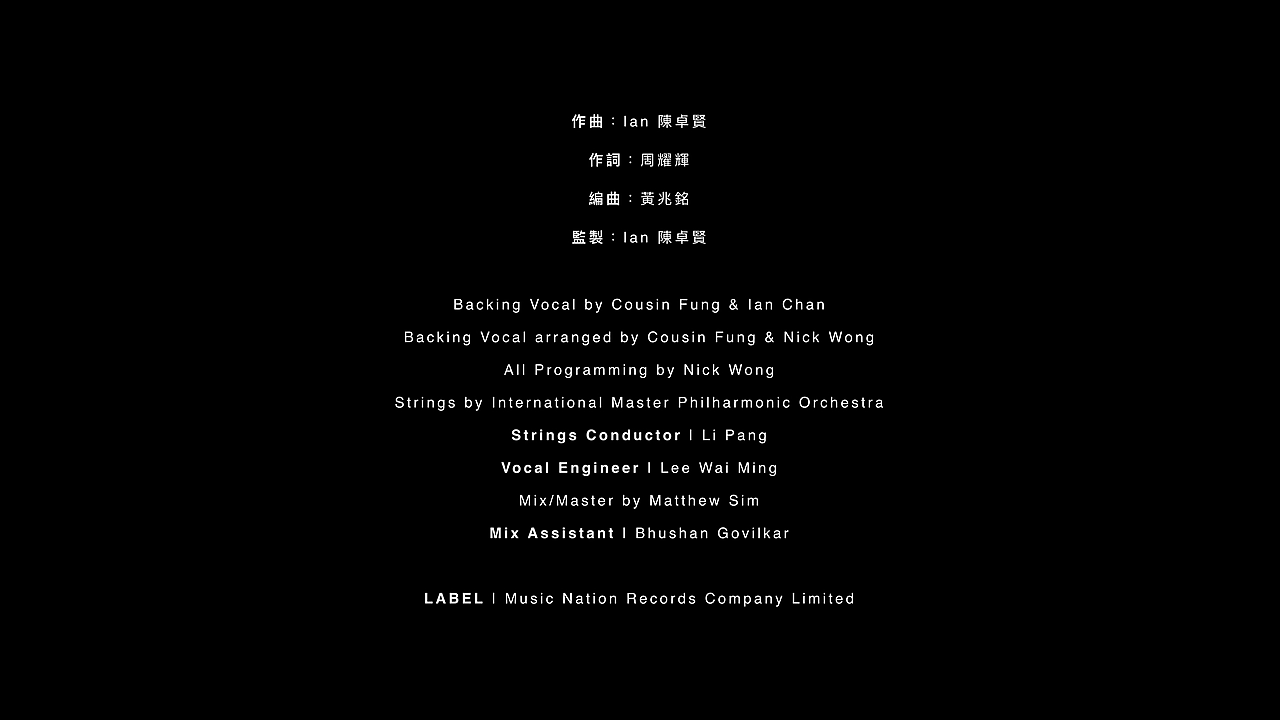 作曲：Ian 陳卓賢
作詞：周耀輝
編曲：黃兆銘
監製：Ian 陳卓賢
Backing Vocal by Cousin Fung & Ian Chan
Backing Vocal arranged by Cousin Fung & Nick Wong
All Programming by Nick Wong
Strings by International Master Philharmonic Orchestra
Strings Conductor | Li Pang
Vocal Engineer | Lee Wai Ming
Mix/Master by Matthew Sim
Mix Assistant | Bhushan Govilkar
LABEL | Music Nation Records Company Limited